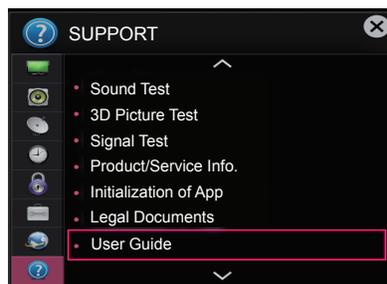 SUPPORT
Sound Test
3D Picture Test
Signal Test
Product/Service Info.
Initialization of App
Legal Documents
User Guide